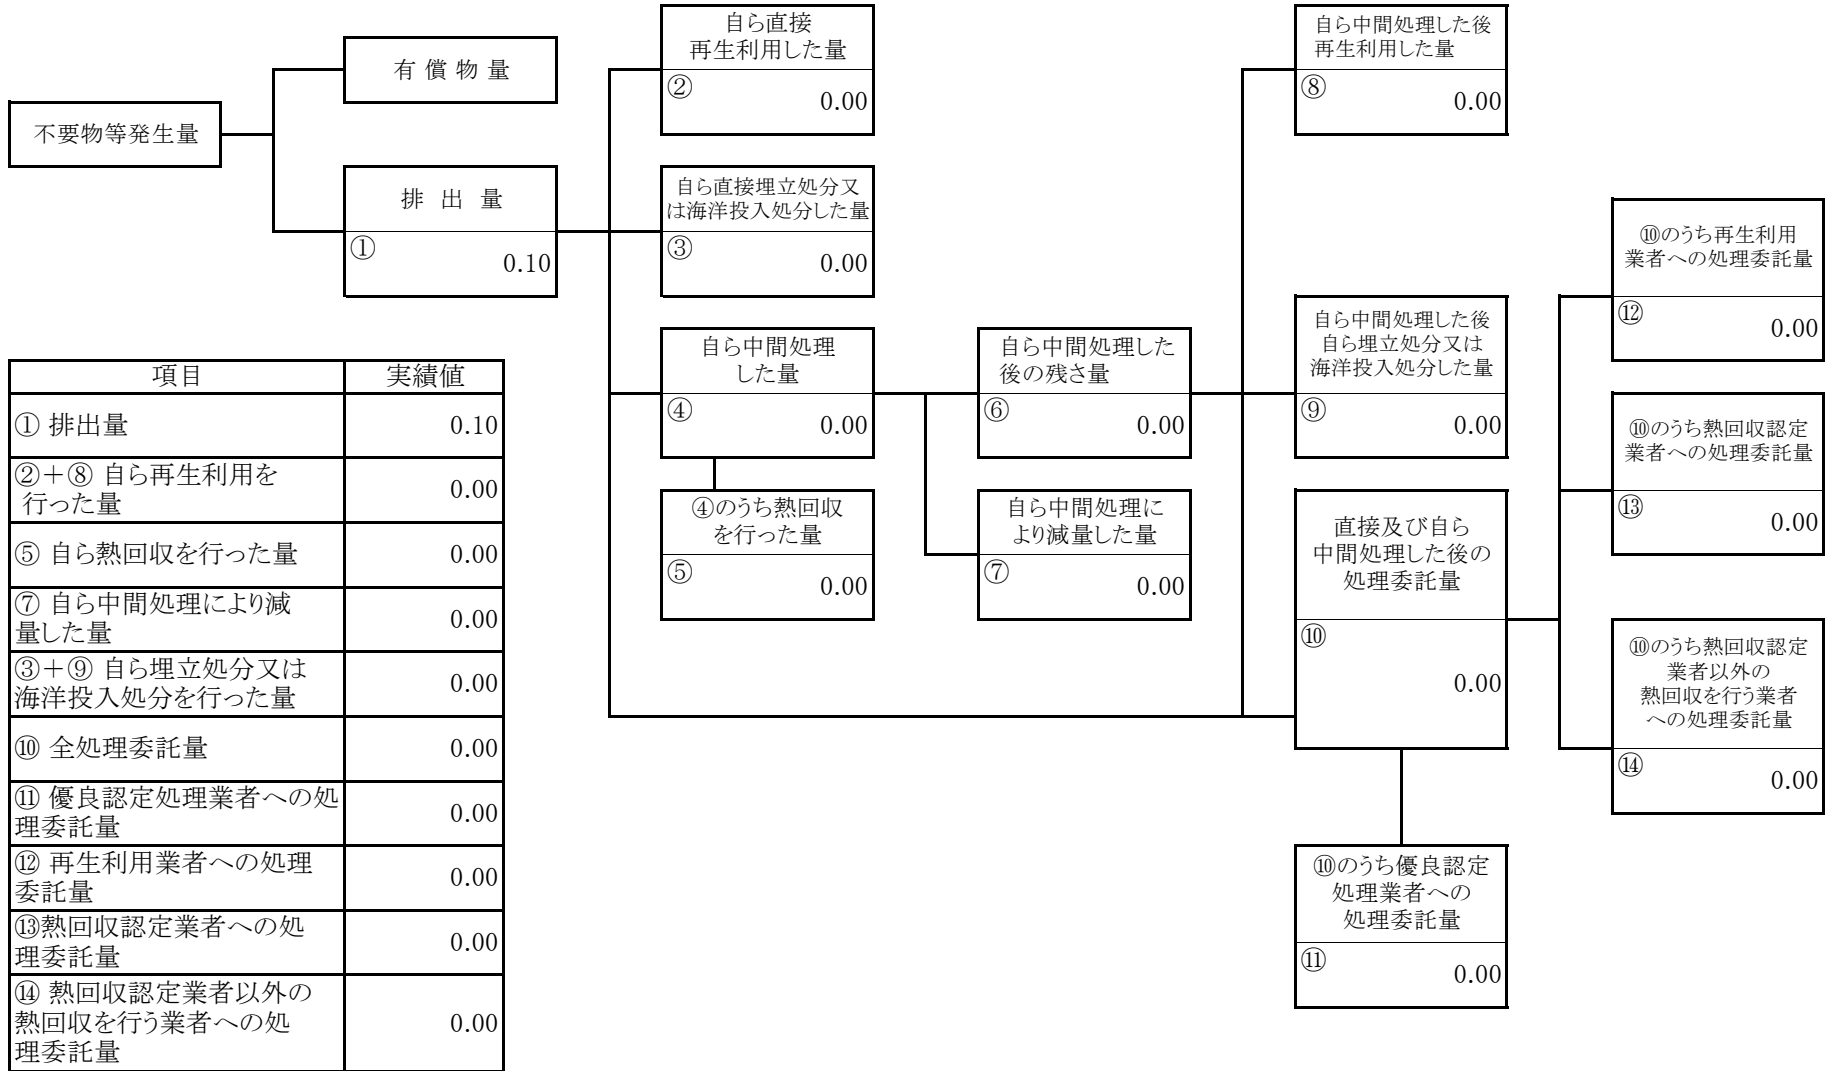 有償物量
不要物等発生量
排出量
①
0.10
自ら直接
再生利用した量
②
0.00
自ら直接埋立処分又
は海洋投入処分した量
③
0.00
自ら中間処理
した量
④
0.00
④のうち熱回収
を行った量
⑤
0.00
自ら中間処理した
後の残さ量
⑥
0.00
自ら中間処理に
より減量した量
⑦
0.00
自ら中間処理した後
再生利用した量
⑧
0.00
自ら中間処理した後
自ら埋立処分又は
海洋投入処分した量
⑨
0.00
直接及び自ら
中間処理した後の
処理委託量
⑩
0.00
⑩のうち優良認定
処理業者への
処理委託量
⑪
0.00
⑩のうち再生利用
業者への処理委託量
⑫
0.00
⑩のうち熱回収認定
業者への処理委託量
⑬
0.00
⑩のうち熱回収認定
業者以外の
熱回収を行う業者
への処理委託量
⑭
0.00
項目 実績値
① 排出量 0.10
②+⑧ 自ら再生利用を
行った量 0.00
⑤ 自ら熱回収を行った量 0.00
⑦ 自ら中間処理により減
量した量 0.00
③+⑨ 自ら埋立処分又は
海洋投入処分を行った量 0.00
⑩ 全処理委託量 0.00
⑪ 優良認定処理業者への処
理委託量 0.00
⑫ 再生利用業者への処理
委託量 0.00
⑬熱回収認定業者への処
理委託量 0.00
⑭ 熱回収認定業者以外の
熱回収を行う業者への処
理委託量 0.00